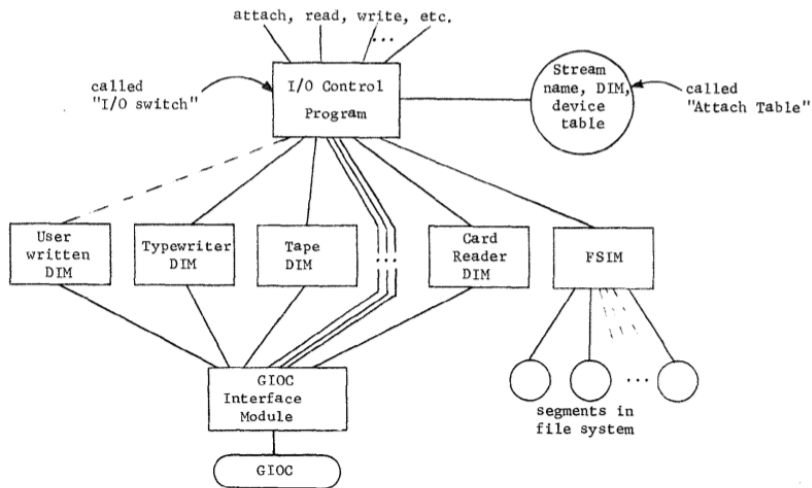 attach, read, write, etc.
...
called
"I/O switch"
I/O Control
Program
Stream
name, DIM,
device
table
called
"Attach Table"
User
written
DIM
Typewriter
DIM
Tape
DIM
...
Card
Reader
DIM
FSIM
GIOC
Interface
Module
...
segments in
file system
GIOC